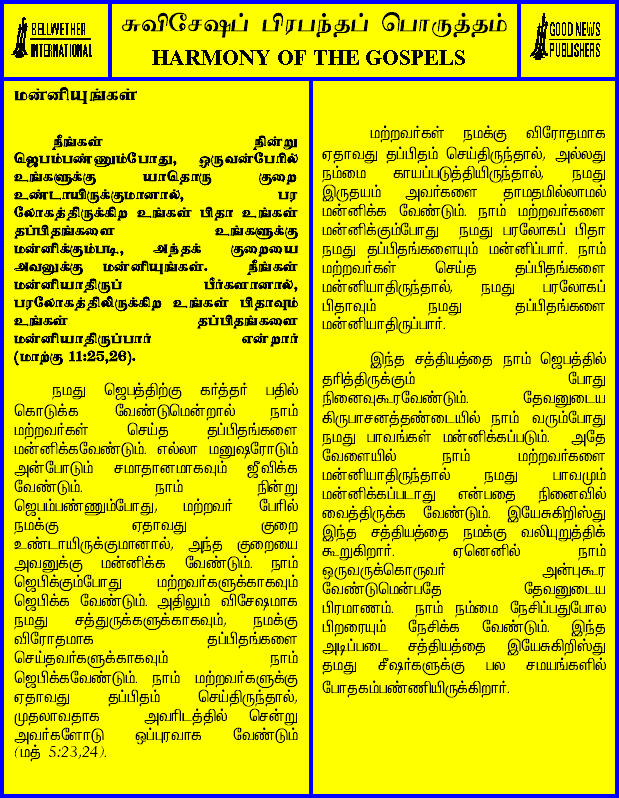 BELLWETHER
INTERNATIONAL
சுவிசேஷப் பிரபந்தப் பொருத்தம்
HARMONY OF THE GOSPELS
GOOD NEWS
PUBLISHERS
மன்னியுங்கள்
நீங்கள் நின்று
ஜெபம்பண்ணும்போது, ஒருவன்பேரில்
உங்களுக்கு யாதொரு குறை
உண்டாயிருக்குமானால், பர
லோகத்திருக்கிற உங்கள் பிதா உங்கள்
தப்பிதங்களை உங்களுக்கு
மன்னிக்கும்படி, அந்தக் குறையை
அவனுக்கு மன்னியுங்கள். நீங்கள்
மன்னியாதிருப் பீர்களானால்,
பரலோகத்திலிருக்கிற உங்கள் பிதாவும்
உங்கள் தப்பிதங்களை
மன்னியாதிருப்பார் என்றார்
(மாற்கு 11:25,26).
நமது ஜெபத்திற்கு கர்த்தர் பதில்
கொடுக்க வேண்டுமென்றால் நாம்
மற்றவர்கள் செய்த தப்பிதங்களை
மன்னிக்கவேண்டும். எல்லா மனுஷரோடும்
அன்போடும் சமாதானமாகவும் ஜீவிக்க
வேண்டும். நாம் நின்று
ஜெபம்பண்ணும்போது, மற்றவர் பேரில்
நமக்கு ஏதாவது குறை
உண்டாயிருக்குமானால், அந்த குறையை
அவனுக்கு மன்னிக்க வேண்டும். நாம்
ஜெபிக்கும்போது மற்றவர்களுக்காகவும்
ஜெபிக்க வேண்டும். அதிலும் விசேஷமாக
நமது சத்துருக்களுக்காகவும், நமக்கு
விரோதமாக தப்பிதங்களை
செய்தவர்களுக்காகவும் நாம்
ஜெபிக்கவேண்டும். நாம் மற்றவர்களுக்கு
ஏதாவது தப்பிதம் செய்திருந்தால்,
முதலாவதாக அவரிடத்தில் சென்று
அவர்களோடு ஒப்புரவாக வேண்டும்
(மத் 5:23,24).
மற்றவர்கள் நமக்கு விரோதமாக
ஏதாவது தப்பிதம் செய்திருந்தால், அல்லது
நம்மை காயப்படுத்தியிருந்தால், நமது
இருதயம் அவர்களை தாமதமில்லாமல்
மன்னிக்க வேண்டும். நாம் மற்றவர்களை
மன்னிக்கும்போது நமது பரலோகப் பிதா
நமது தப்பிதங்களையும் மன்னிப்பார். நாம்
மற்றவர்கள் செய்த தப்பிதங்களை
மன்னியாதிருந்தால், நமது பரலோகப்
பிதாவும் நமது தப்பிதங்களை
மன்னியாதிருப்பார்.
இந்த சத்தியத்தை நாம் ஜெபத்தில்
தரித்திருக்கும் போது
நினைவுகூரவேண்டும். தேவனுடைய
கிருபாசனத்தண்டையில் நாம் வரும்போது
நமது பாவங்கள் மன்னிக்கப்படும். அதே
வேளையில் நாம் மற்றவர்களை
மன்னியாதிருந்தால் நமது பாவமும்
மன்னிக்கப்படாது என்பதை நினைவில்
வைத்திருக்க வேண்டும். இயேசுகிறிஸ்து
இந்த சத்தியத்தை நமக்கு வலியுறுத்திக்
கூறுகிறார். ஏனெனில் நாம்
ஒருவருக்கொருவர் அன்புகூர
வேண்டுமென்பதே தேவனுடைய
பிரமாணம். நாம் நம்மை நேசிப்பதுபோல
பிறரையும் நேசிக்க வேண்டும். இந்த
அடிப்படை சத்தியத்தை இயேசுகிறிஸ்து
தமது சீஷர்களுக்கு பல சமயங்களில்
போதகம்பண்ணியிருக்கிறார்.